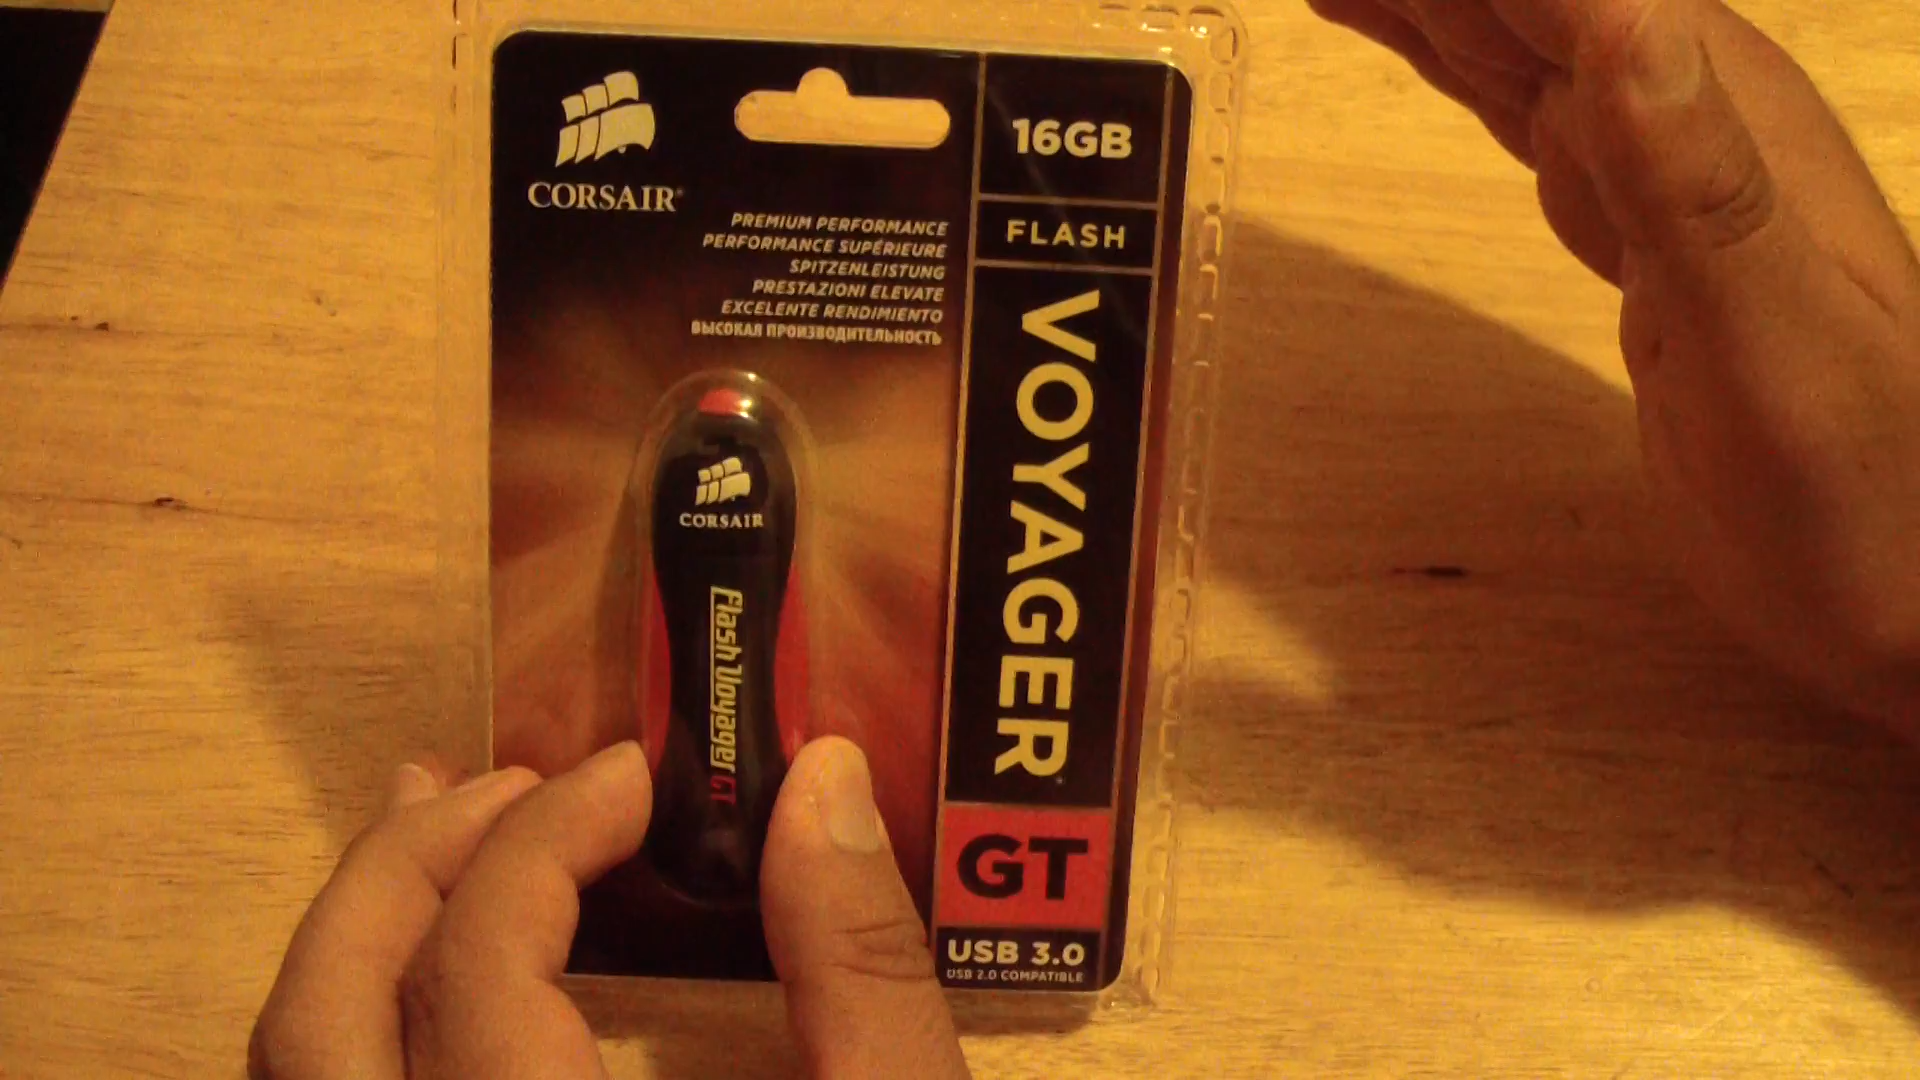 CORSAIR
PREMIUM PERFORMANCE
PERFORMANCE SUPÉRIEURE
SPITZENLEISTUNG
PRESTAZIONI ELEVATE
EXCELENTE RENDIMIENTO
ВЫСОКАЯ ПРОИЗВОДИТЕЛЬНОСТЬ
CORSAIR
Flash Voyager GT
16GB
FLASH
VOYAGER
GT
USB 3.0
USB 2.0 COMPATIBLE